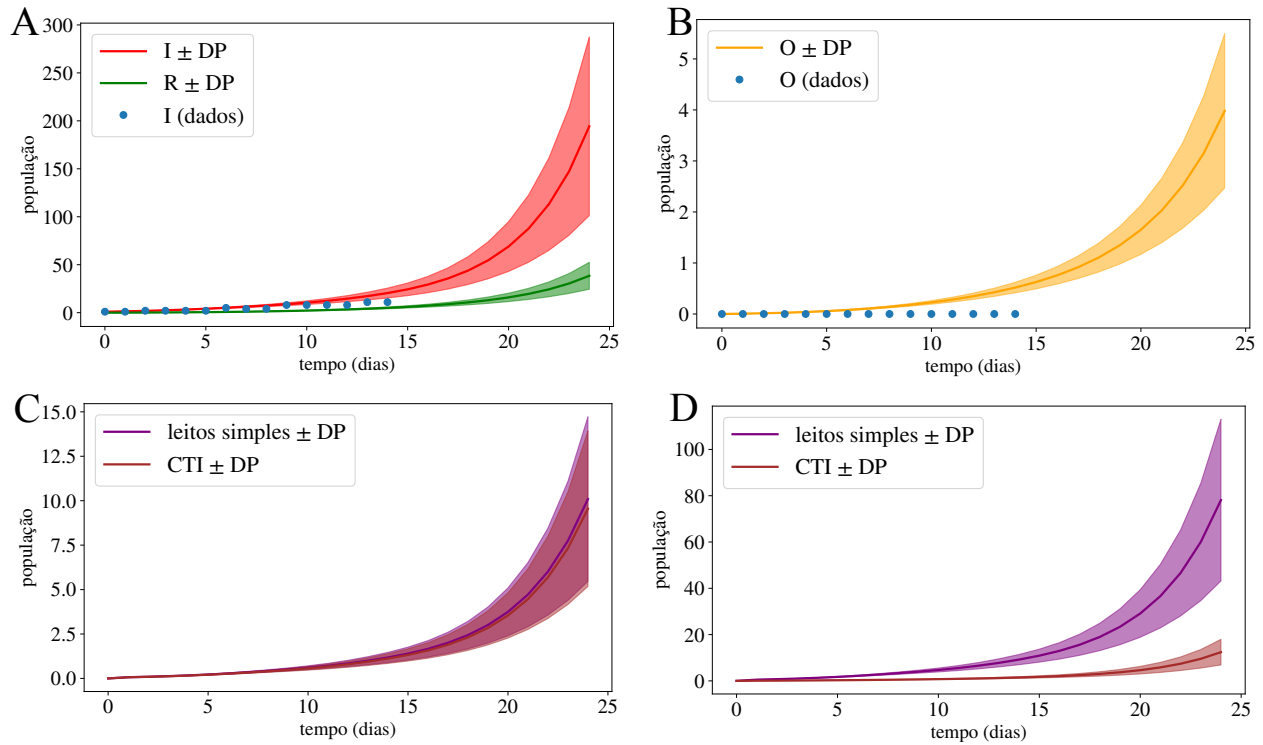 A
300
250
200
150
100
50
0
população
I ± DP
R ± DP
I (dados)
0 5 10 15 20 25
tempo (dias)
B
5
4
3
2
1
0
população
O ± DP
O (dados)
0 5 10 15 20 25
tempo (dias)
C
15.0
12.5
10.0
7.5
5.0
2.5
0.0
população
leitos simples ± DP
CTI ± DP
0 5 10 15 20 25
tempo (dias)
D
100
80
60
40
20
0
população
leitos simples ± DP
CTI ± DP
0 5 10 15 20 25
tempo (dias)